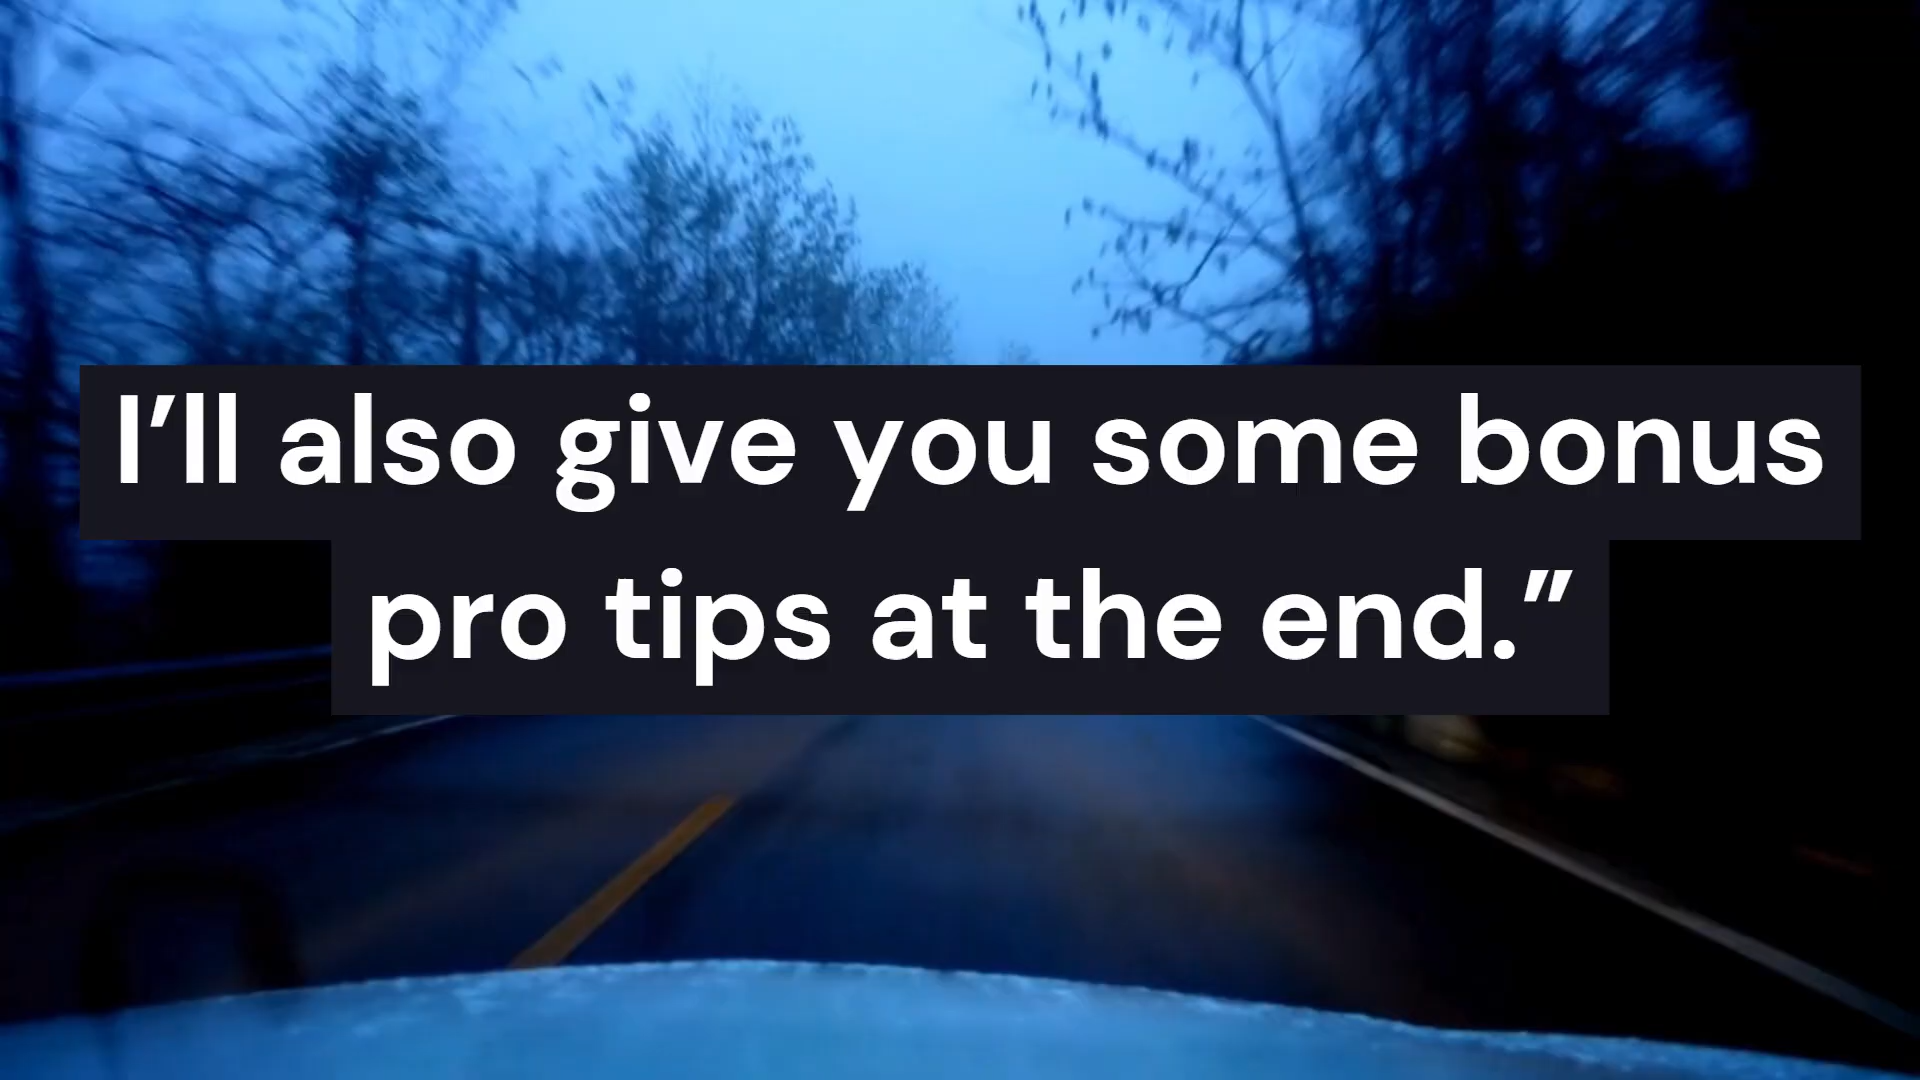 I’ll also give you some bonus
pro tips at the end.”